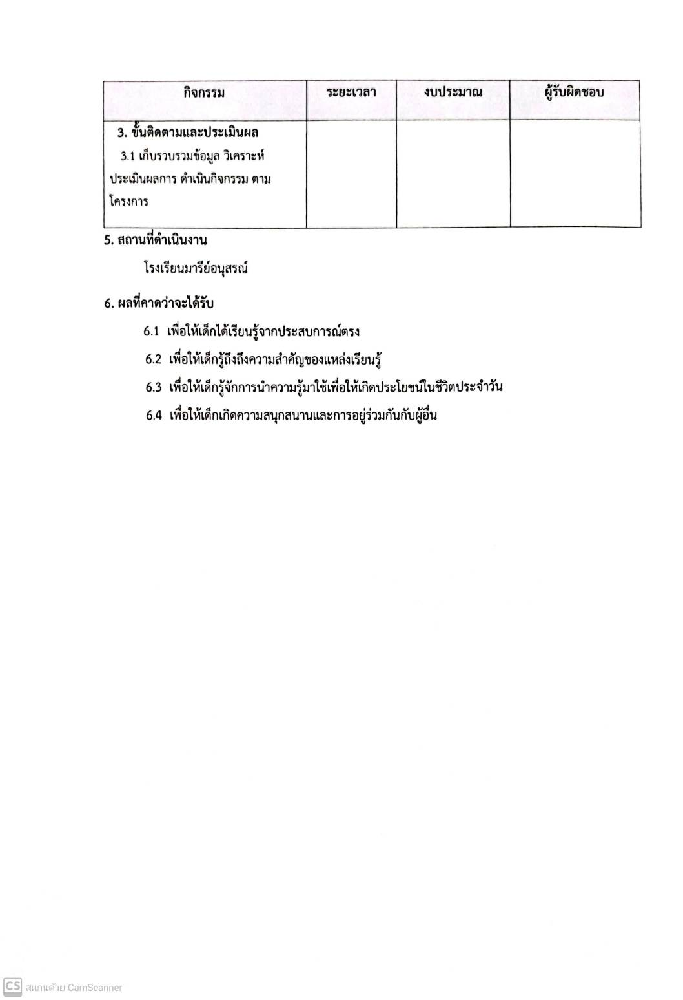 กิจกรรม ระยะเวลา งบประมาณ ผู้รับผิดชอบ
3. ขั้นติดตามและประเมินผล
3.1 เก็บรวบรวมข้อมูล วิเคราะห์
ประเมินผลการ ดำเนินกิจกรรม ตาม
โครงการ
5. สถานที่ดำเนินงาน
โรงเรียนมารีย์อนุสรณ์
6. ผลที่คาดว่าจะได้รับ
6.1 เพื่อให้เด็กได้เรียนรู้จากประสบการณ์ตรง
6.2 เพื่อให้เด็กรู้ถึงถึงความสำคัญของแหล่งเรียนรู้
6.3 เพื่อให้เด็กรู้จักการนำความรู้มาใช้เพื่อให้เกิดประโยชน์ในชีวิตประจำวัน
6.4 เพื่อให้เด็กเกิดความสนุกสนานและการอยู่ร่วมกันกับผู้อื่น
CS สแกนด้วย CamScanner